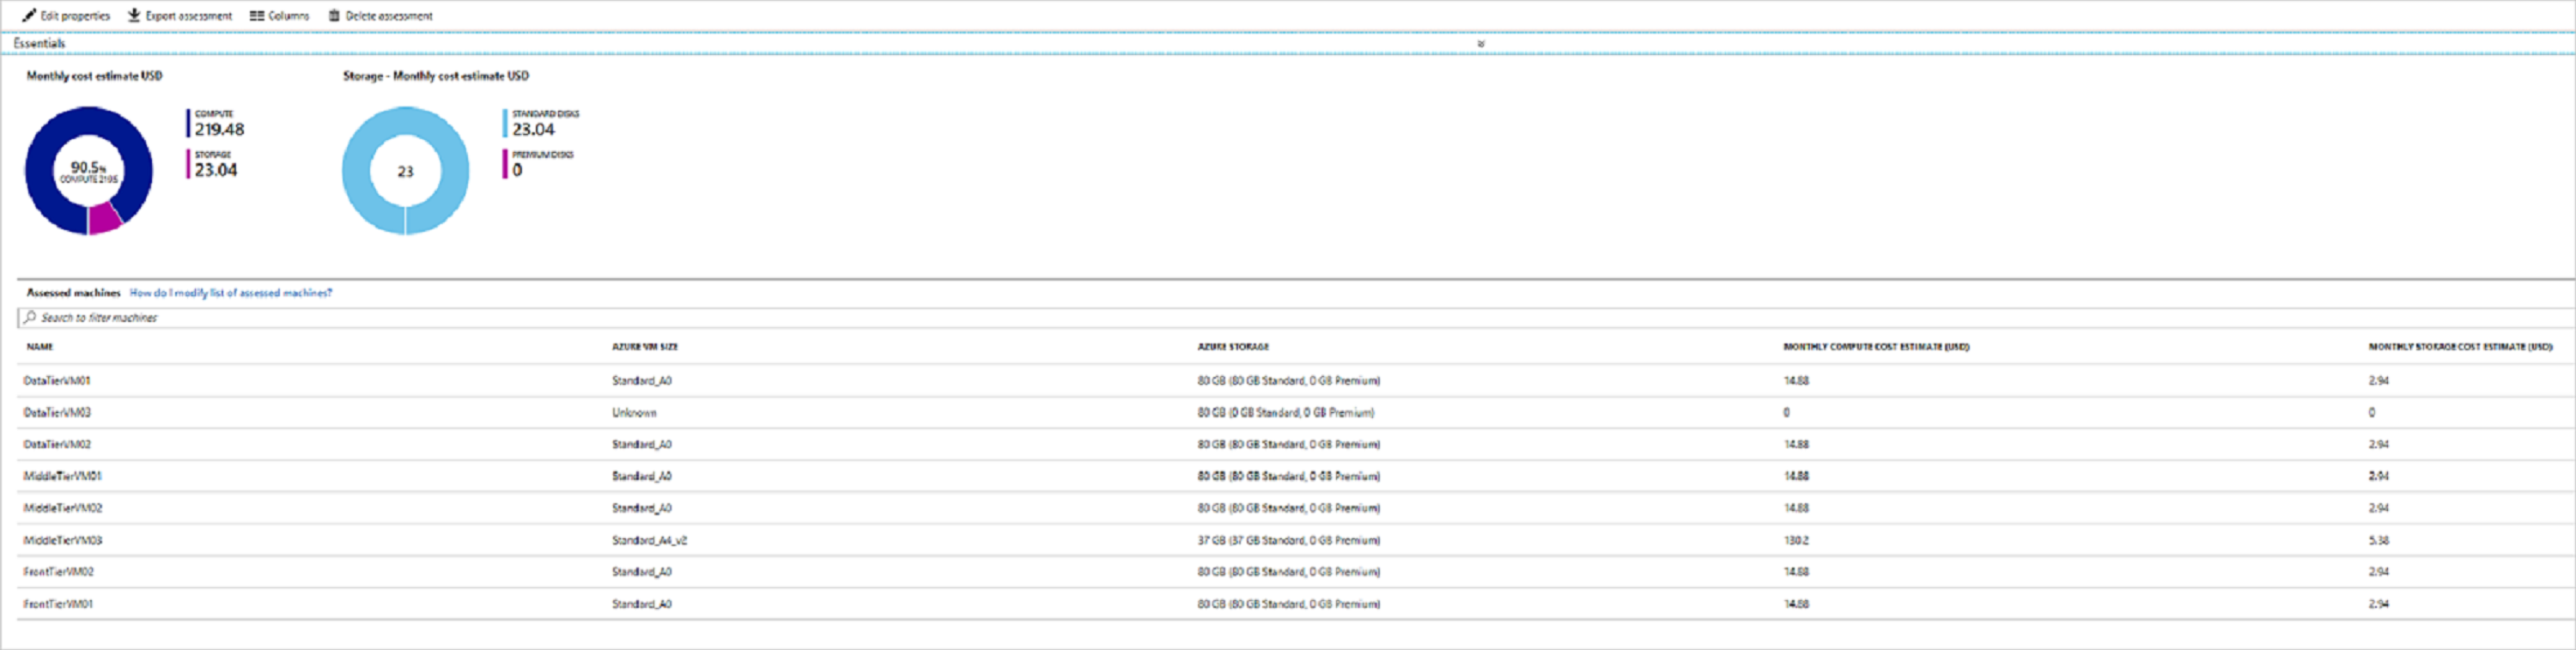 Edit properties Export assessment Columns Delete assessment
Essentials
Monthly cost estimate USD Storage - Monthly cost estimate USD
COMPUTE
219.48
STORAGE
23.04
90.5%
COMPUTE 219.5
STANDARD DISKS
23.04
PREMIUM DISKS
0
23
Assessed machines How do I modify list of assessed machines?
Search to filter machines
NAME AZURE VM SIZE AZURE STORAGE MONTHLY COMPUTE COST ESTIMATE (USD) MONTHLY STORAGE COST ESTIMATE (USD)
DataTierVM01 Standard_A0 80 GB (80 GB Standard, 0 GB Premium) 14.88 2.94
DataTierVM03 Unknown 80 GB (0 GB Standard, 0 GB Premium) 0 0
DataTierVM02 Standard_A0 80 GB (80 GB Standard, 0 GB Premium) 14.88 2.94
MiddleTierVM01 Standard_A0 80 GB (80 GB Standard, 0 GB Premium) 14.88 2.94
MiddleTierVM02 Standard_A0 80 GB (80 GB Standard, 0 GB Premium) 14.88 2.94
MiddleTierVM03 Standard_A4_v2 37 GB (37 GB Standard, 0 GB Premium) 130.2 5.38
FrontTierVM02 Standard_A0 80 GB (80 GB Standard, 0 GB Premium) 14.88 2.94
FrontTierVM01 Standard_A0 80 GB (80 GB Standard, 0 GB Premium) 14.88 2.94